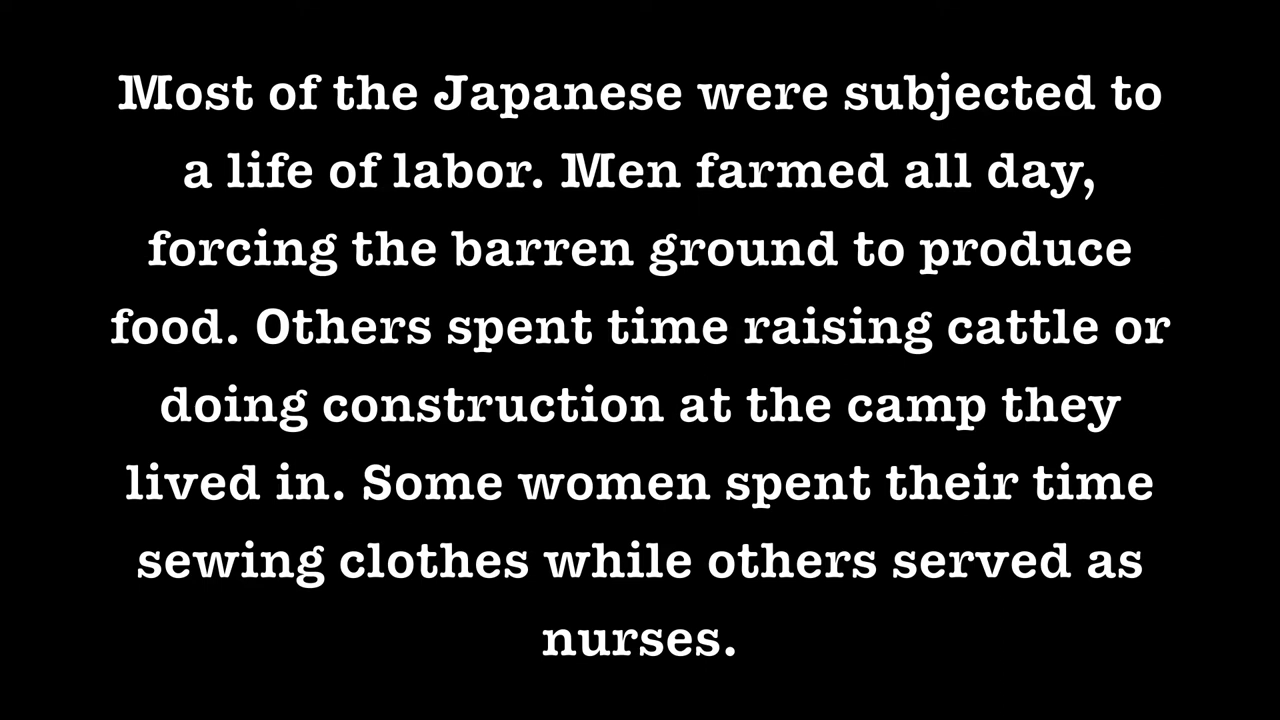 Most of the Japanese were subjected to
a life of labor. Men farmed all day,
forcing the barren ground to produce
food. Others spent time raising cattle or
doing construction at the camp they
lived in. Some women spent their time
sewing clothes while others served as
nurses.